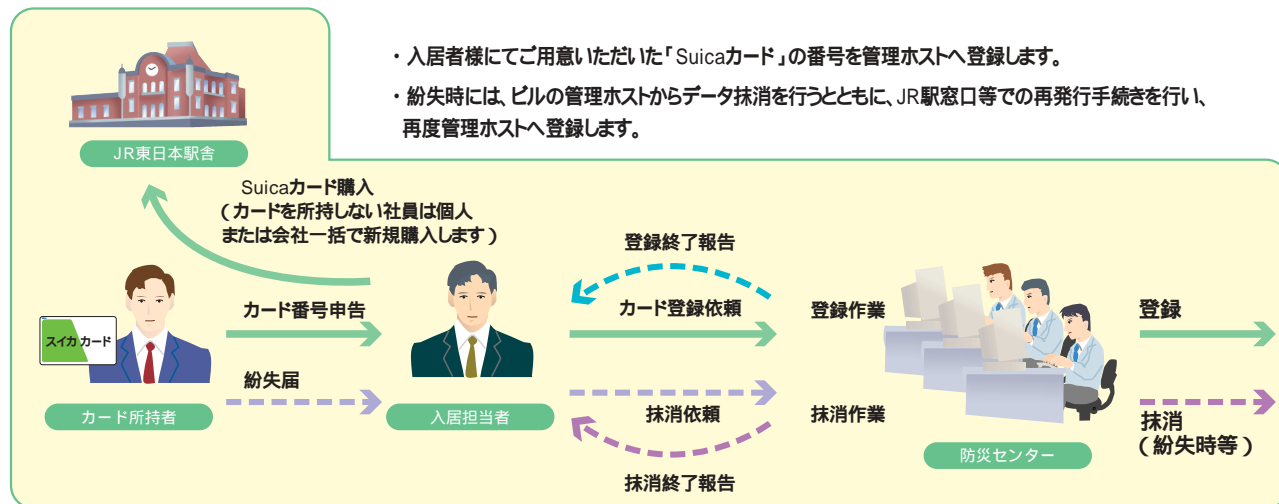 ・入居者様にてご用意いただいた「Suicaカード」の番号を管理ホストへ登録します。
・紛失時には、ビルの管理ホストからデータ抹消を行うとともに、JR駅窓口等での再発行手続きを行い、
再度管理ホストへ登録します。
JR東日本駅舎
Suicaカード購入
(カードを所持しない社員は個人
または会社一括で新規購入します)
登録終了報告
カード番号申告
カード登録依頼
登録作業
登録
スイカカード
紛失届
抹消依頼
抹消作業
抹消
(紛失時等)
カード所持者
入居担当者
防災センター
抹消終了報告